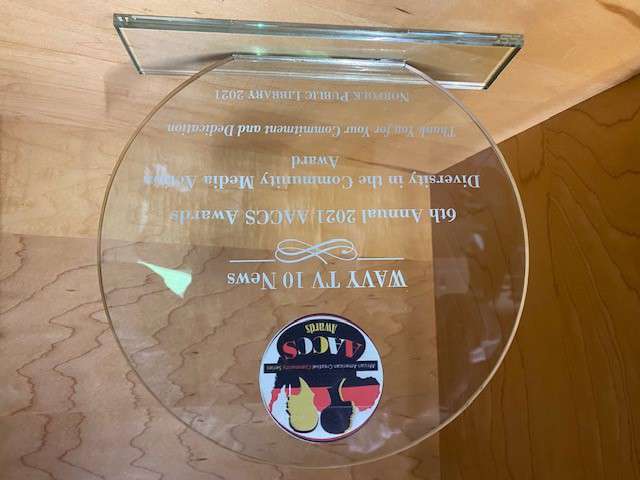 African American Creative Community Series
AACCS
Awards
WAVY TV 10 News
6th Annual 2021 AACCS Awards
Diversity in the Community Media Action
Award
Thank You for Your Commitment and Dedication
Norfolk Public Library 2021